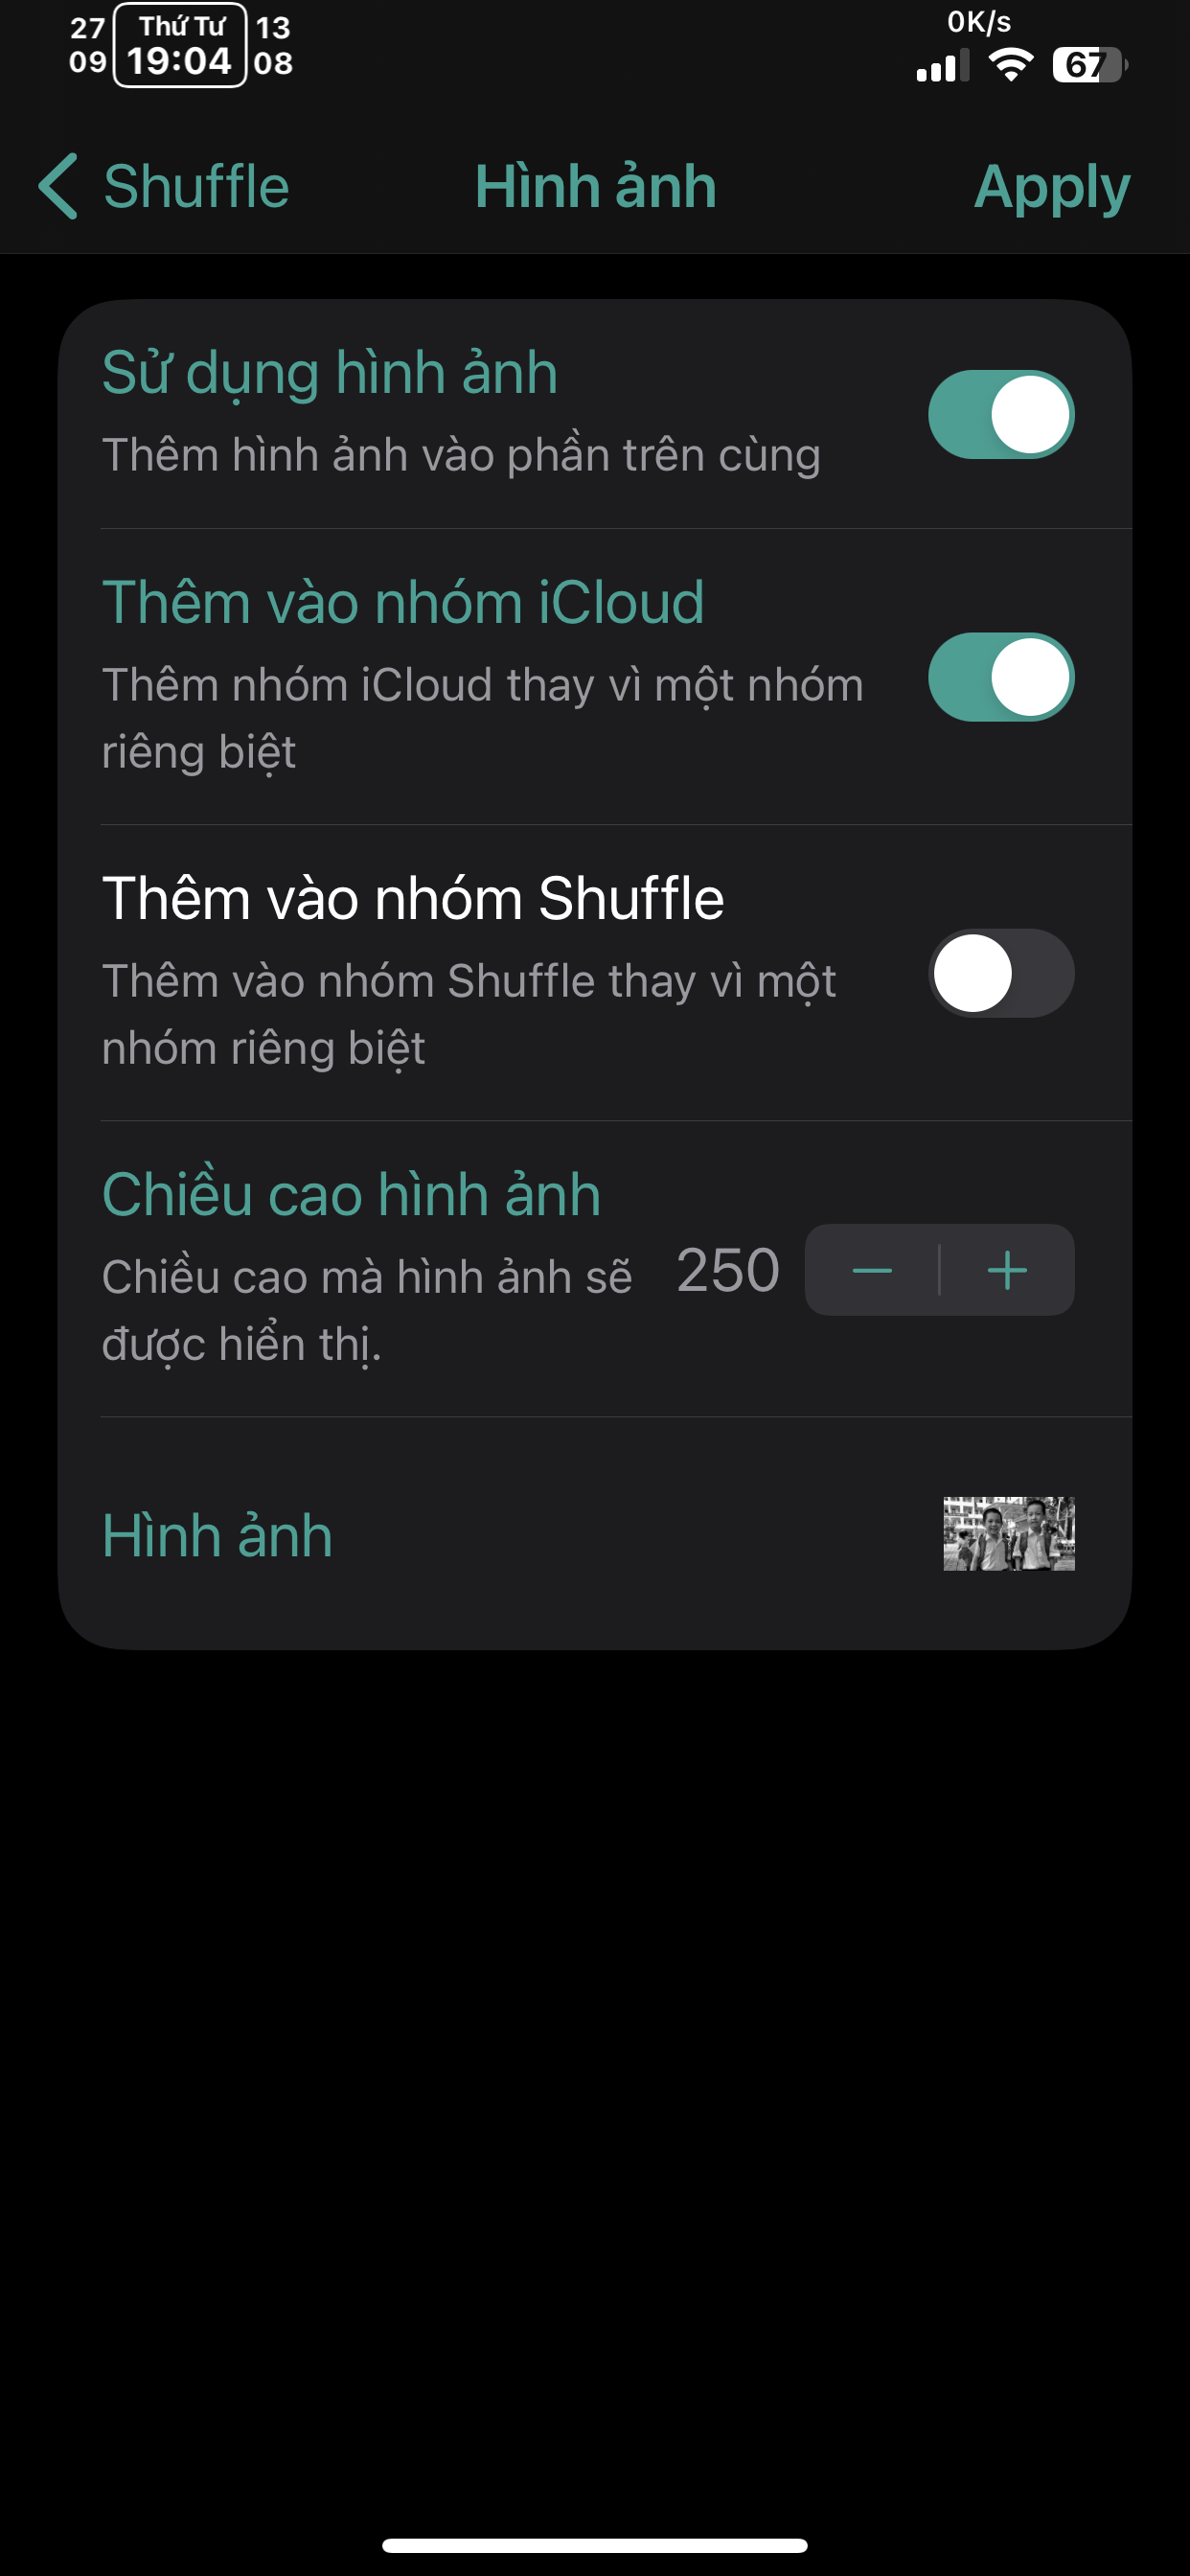 27 Thứ Tư 13
09 19:04 08
0K/s
67
Shuffle Hình ảnh Apply
Sử dụng hình ảnh
Thêm hình ảnh vào phần trên cùng
Thêm vào nhóm iCloud
Thêm nhóm iCloud thay vì một nhóm
riêng biệt
Thêm vào nhóm Shuffle
Thêm vào nhóm Shuffle thay vì một
nhóm riêng biệt
Chiều cao hình ảnh
Chiều cao mà hình ảnh sẽ
được hiển thị.
250
Hình ảnh